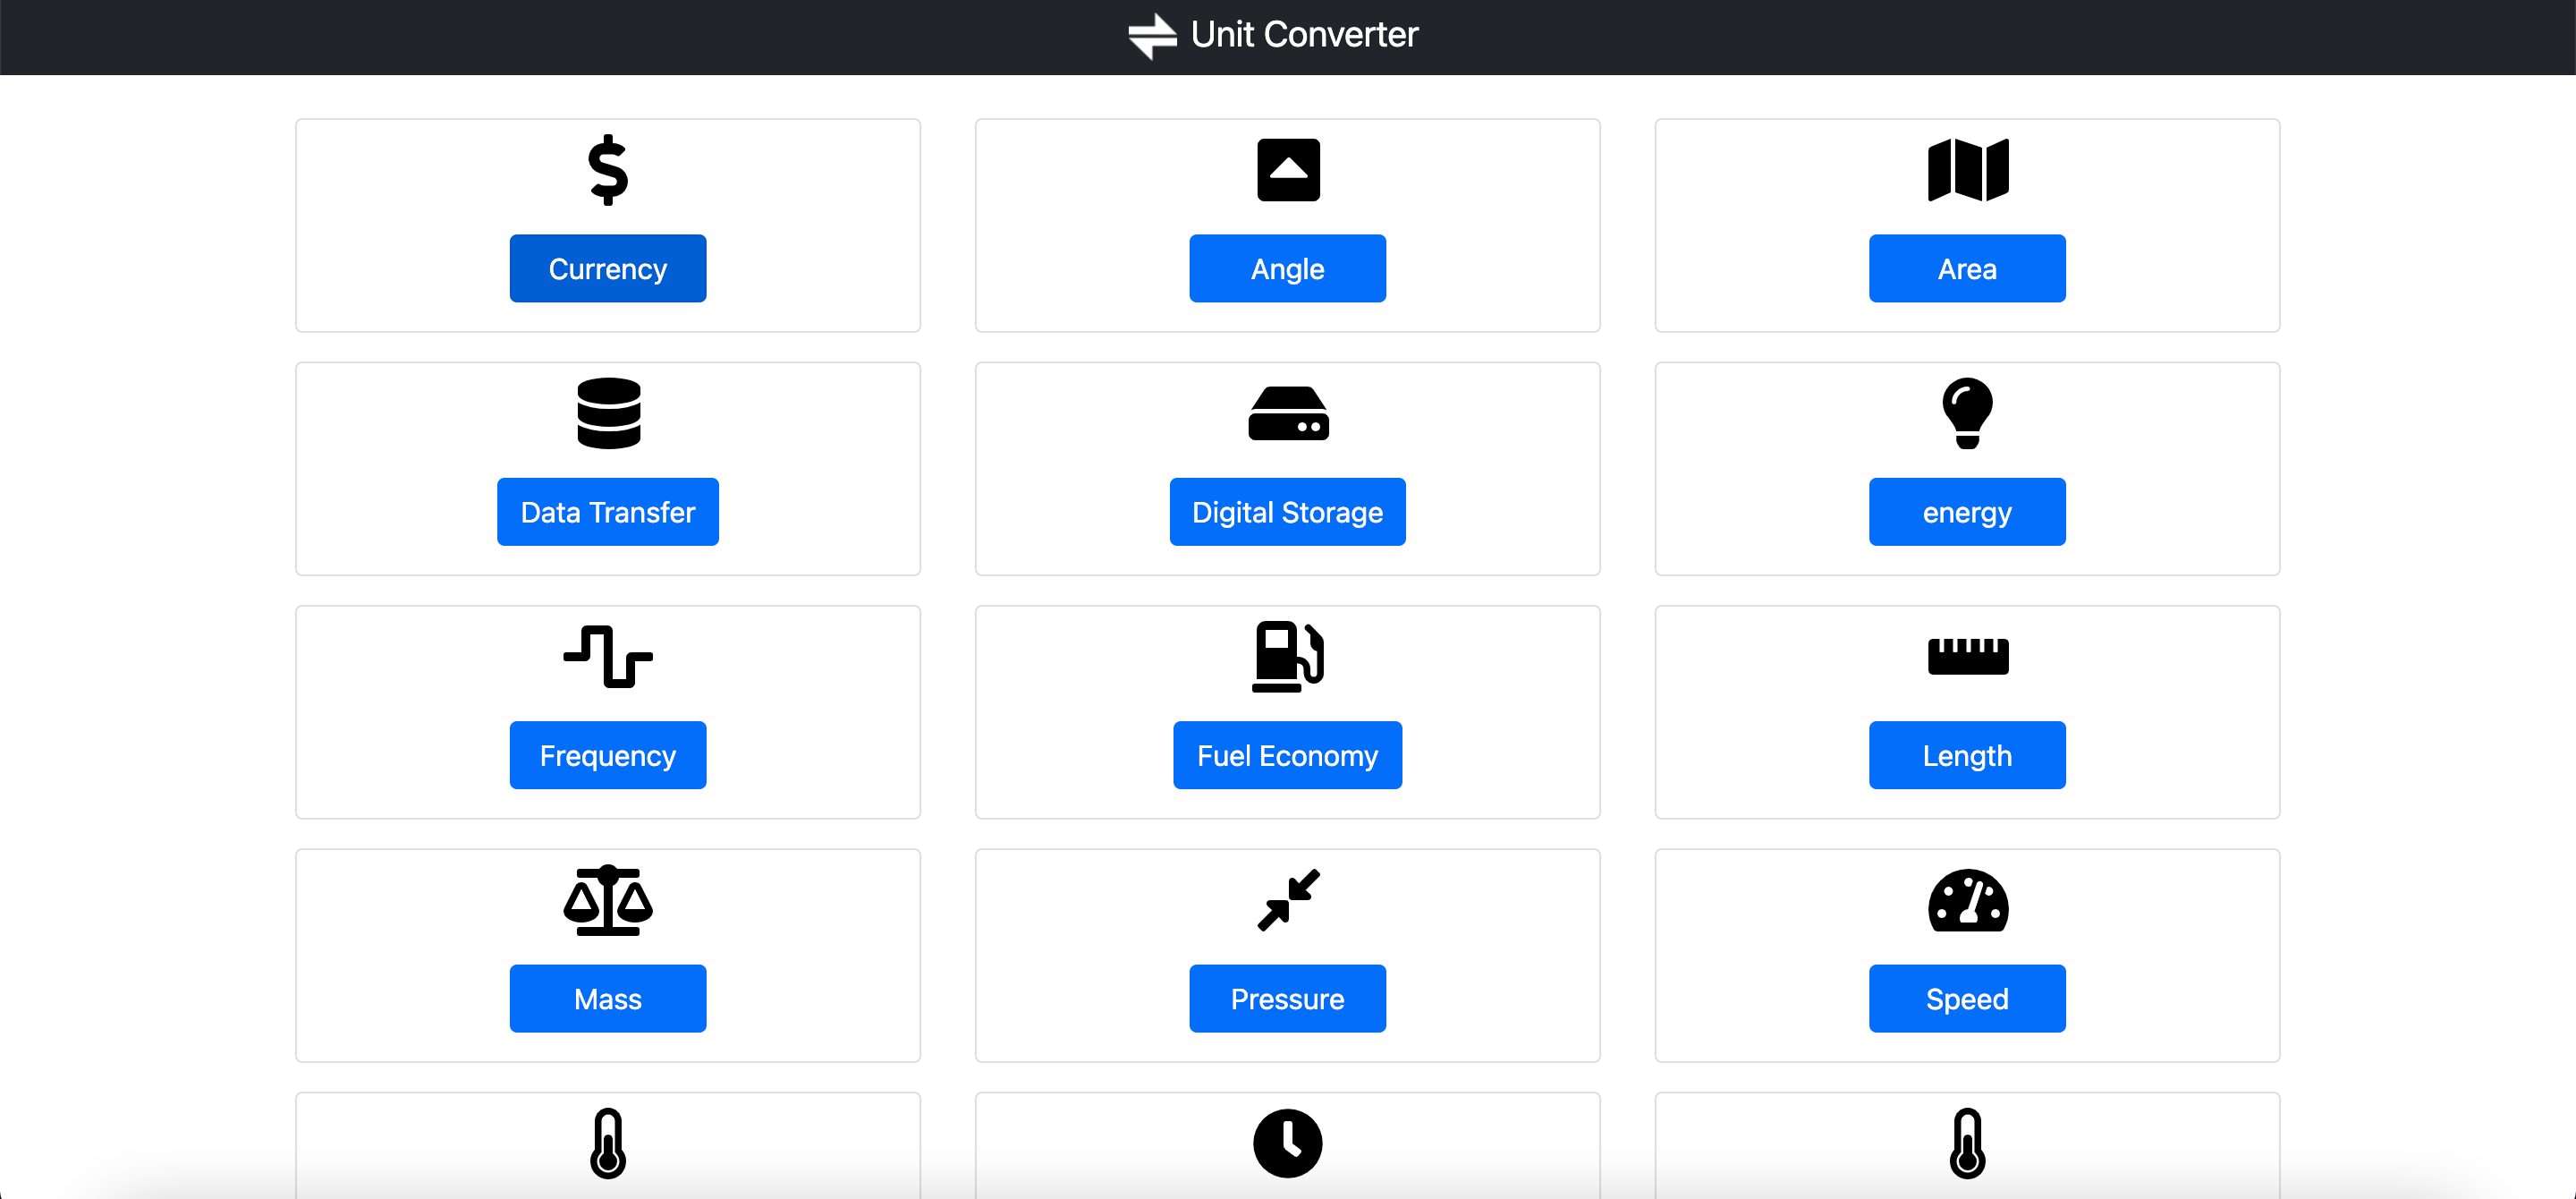 Unit Converter
Currency
Angle
Area
Data Transfer
Digital Storage
energy
Frequency
Fuel Economy
Length
Mass
Pressure
Speed